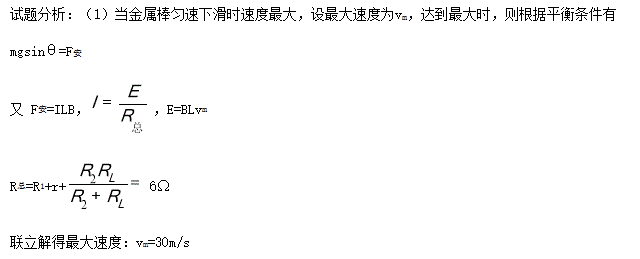 试题分析：（1）当金属棒匀速下滑时速度最大，设最大速度为vm，达到最大时，则根据平衡条件有
mgsinθ=F安
又 F安=ILB， I = E/R总 ，E=BLvm
R总=R1+r+ R2RL/(R2 + RL) = 6Ω
联立解得最大速度：vm=30m/s